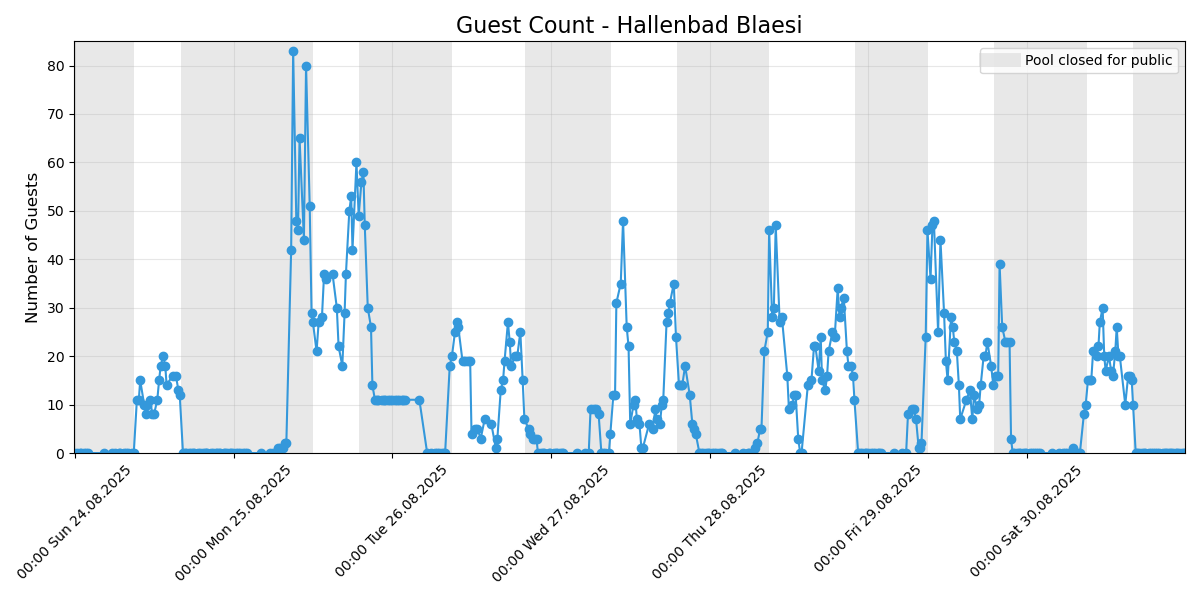 Guest Count - Hallenbad Blaesi
Pool closed for public
Number of Guests
80
70
60
50
40
30
20
10
0
00:00 Sun 24.08.2025
00:00 Mon 25.08.2025
00:00 Tue 26.08.2025
00:00 Wed 27.08.2025
00:00 Thu 28.08.2025
00:00 Fri 29.08.2025
00:00 Sat 30.08.2025